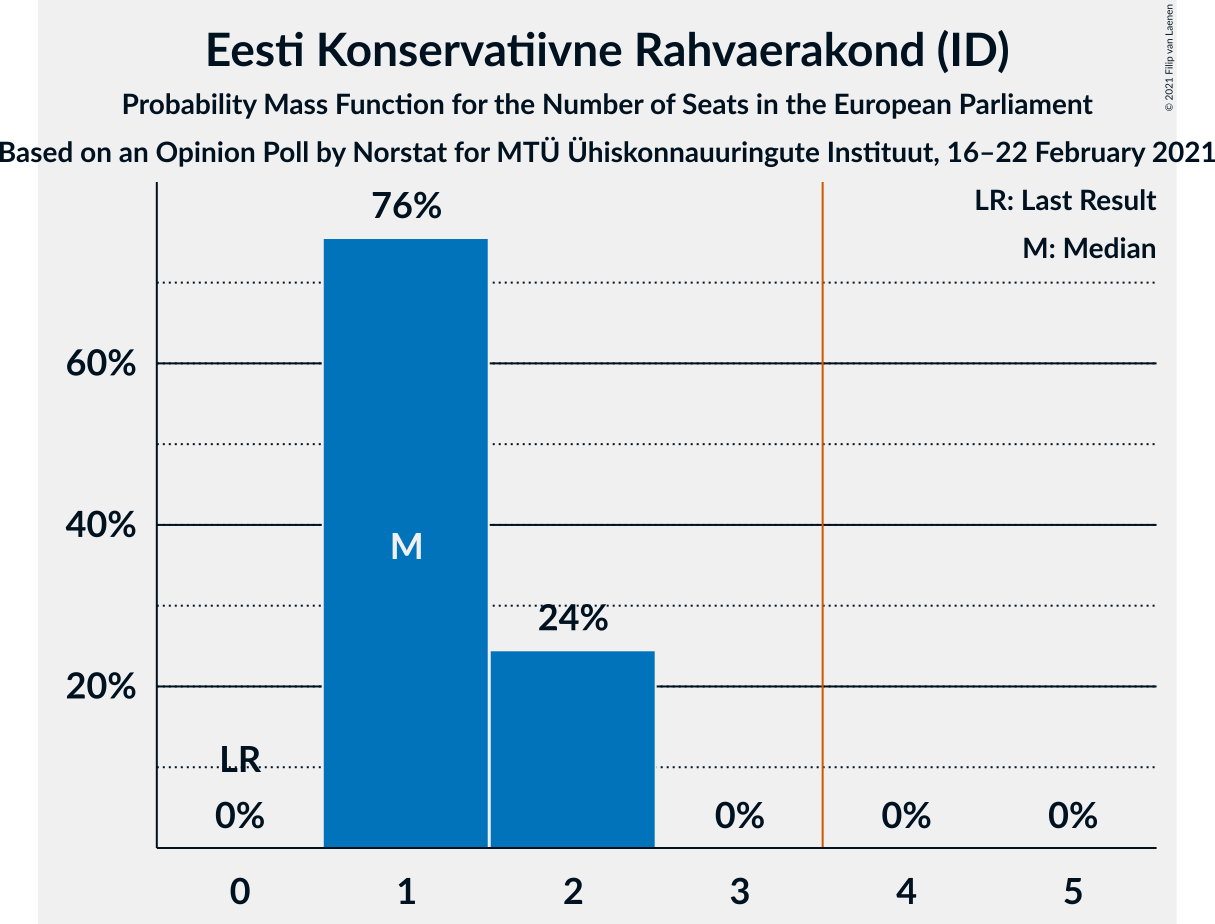 Eesti Konservatiivne Rahvaerakond (ID)
Probability Mass Function for the Number of Seats in the European Parliament
Based on an Opinion Poll by Norstat for MTÜ Ühiskonnauuringute Instituut, 16–22 February 2021
© 2021 Filip van Laenen
LR: Last Result
M: Median
76%
60%
40%
M
24%
20%
LR
0%
0%
0%
0%
0
1
2
3
4
5